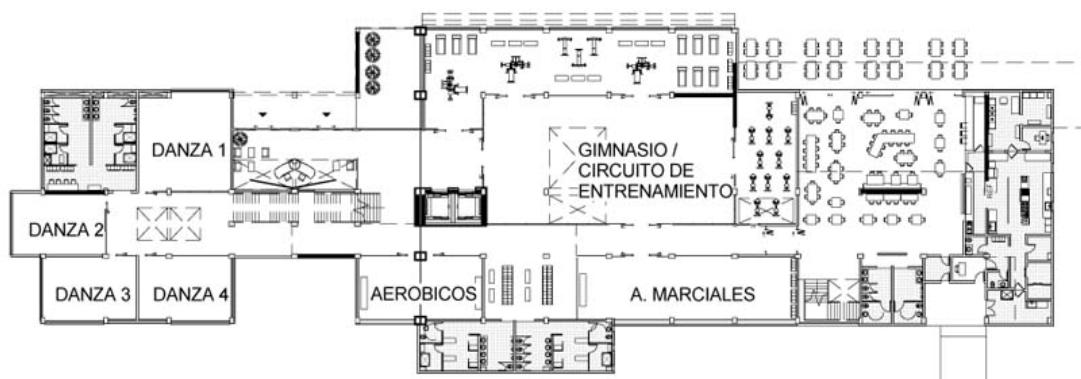 DANZA 1
GIMNASIO /
CIRCUITO DE
ENTRENAMIENTO
DANZA 2
DANZA 3
DANZA 4
AEROBICOS
A. MARCIALES